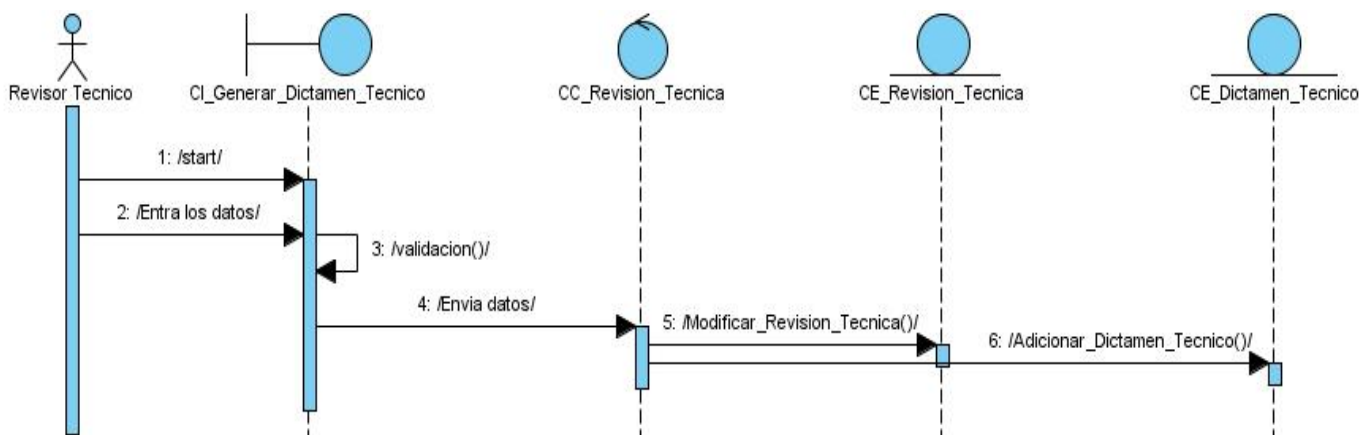 Revisor Tecnico
CI_Generar_Dictamen_Tecnico
CC_Revision_Tecnica
CE_Revision_Tecnica
CE_Dictamen_Tecnico
1: /start/
2: /Entra los datos/
3: /validacion()/
4: /Envia datos/
5: /Modificar_Revision_Tecnica()/
6: /Adicionar_Dictamen_Tecnico()/